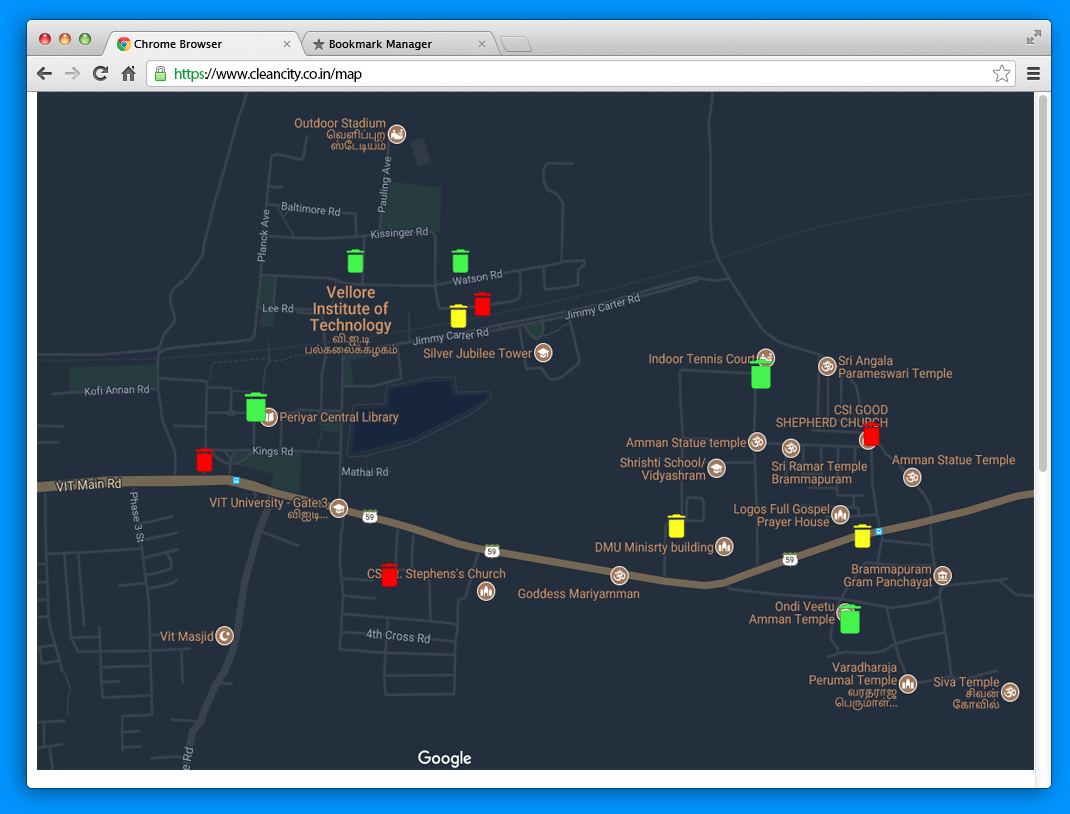 Chrome Browser
Bookmark Manager
https://www.cleancity.co.in/map
Outdoor Stadium
வெளிப்புற
ஸ்டேடியம்
Pauling Ave
Baltimore Rd
Planck Ave
Kissinger Rd
Watson Rd
Vellore
Institute of
Technology
வி.ஐ.டி
பல்கலைக்கழகம்
Lee Rd
Jimmy Carter Rd
Jimmy Carter Rd
Silver Jubilee Tower
Indoor Tennis Court
Sri Angala
Parameswari Temple
Kofi Annan Rd
Periyar Central Library
CSI GOOD
SHEPHERD CHURCH
Amman Statue temple
Kings Rd
Mathai Rd
Shrishti School/
Vidyashram
Sri Ramar Temple
Brammapuram
Amman Statue Temple
VIT Main Rd
Phase 3 St
VIT University - Gate 3
விஐடி...
59
Logos Full Gospel
Prayer House
59
DMU Minisrty building
59
Stephens's Church
Goddess Mariyamman
Brammapuram
Gram Panchayat
Ondi Veetu
Amman Temple
Vit Masjid
4th Cross Rd
Varadharaja
Perumal Temple
வரதராஜ
பெருமாள்...
Siva Temple
சிவன்
கோவில்
Rd
Google